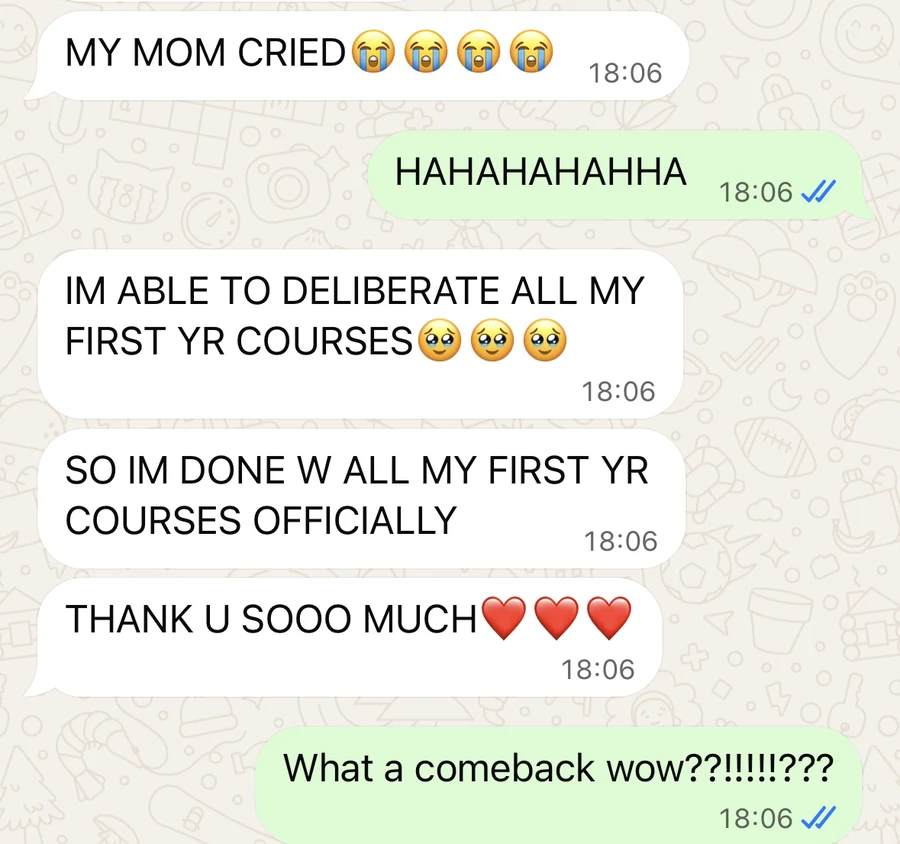 MY MOM CRIED😭😭😭😭
18:06
HAHAHAHAHHA
18:06
IM ABLE TO DELIBERATE ALL MY
FIRST YR COURSES🥹🥹🥹
18:06
SO IM DONE W ALL MY FIRST YR
COURSES OFFICIALLY
18:06
THANK U SOOO MUCH❤️❤️❤️
18:06
What a comeback wow??!!!!!???
18:06